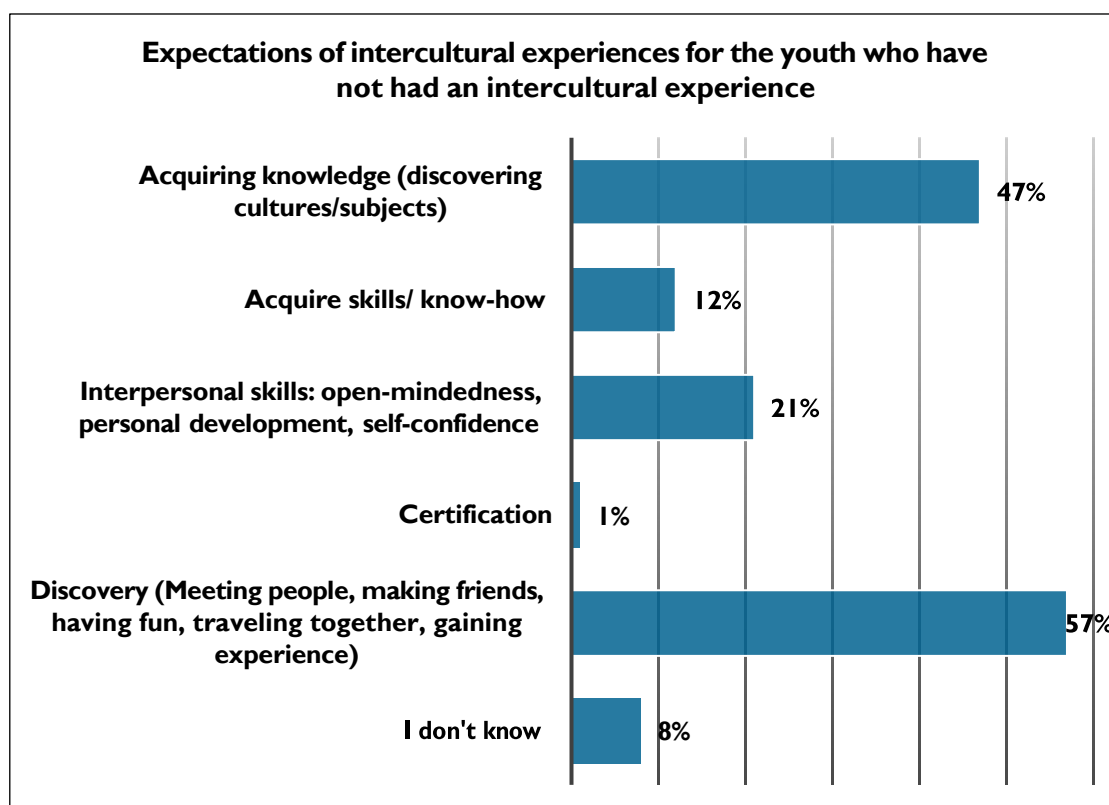 Expectations of intercultural experiences for the youth who have
not had an intercultural experience
Acquiring knowledge (discovering
cultures/subjects)
47%
Acquire skills/ know-how
12%
Interpersonal skills: open-mindedness,
personal development, self-confidence
21%
Certification
1%
Discovery (Meeting people, making friends,
having fun, traveling together, gaining
experience)
57%
I don't know
8%